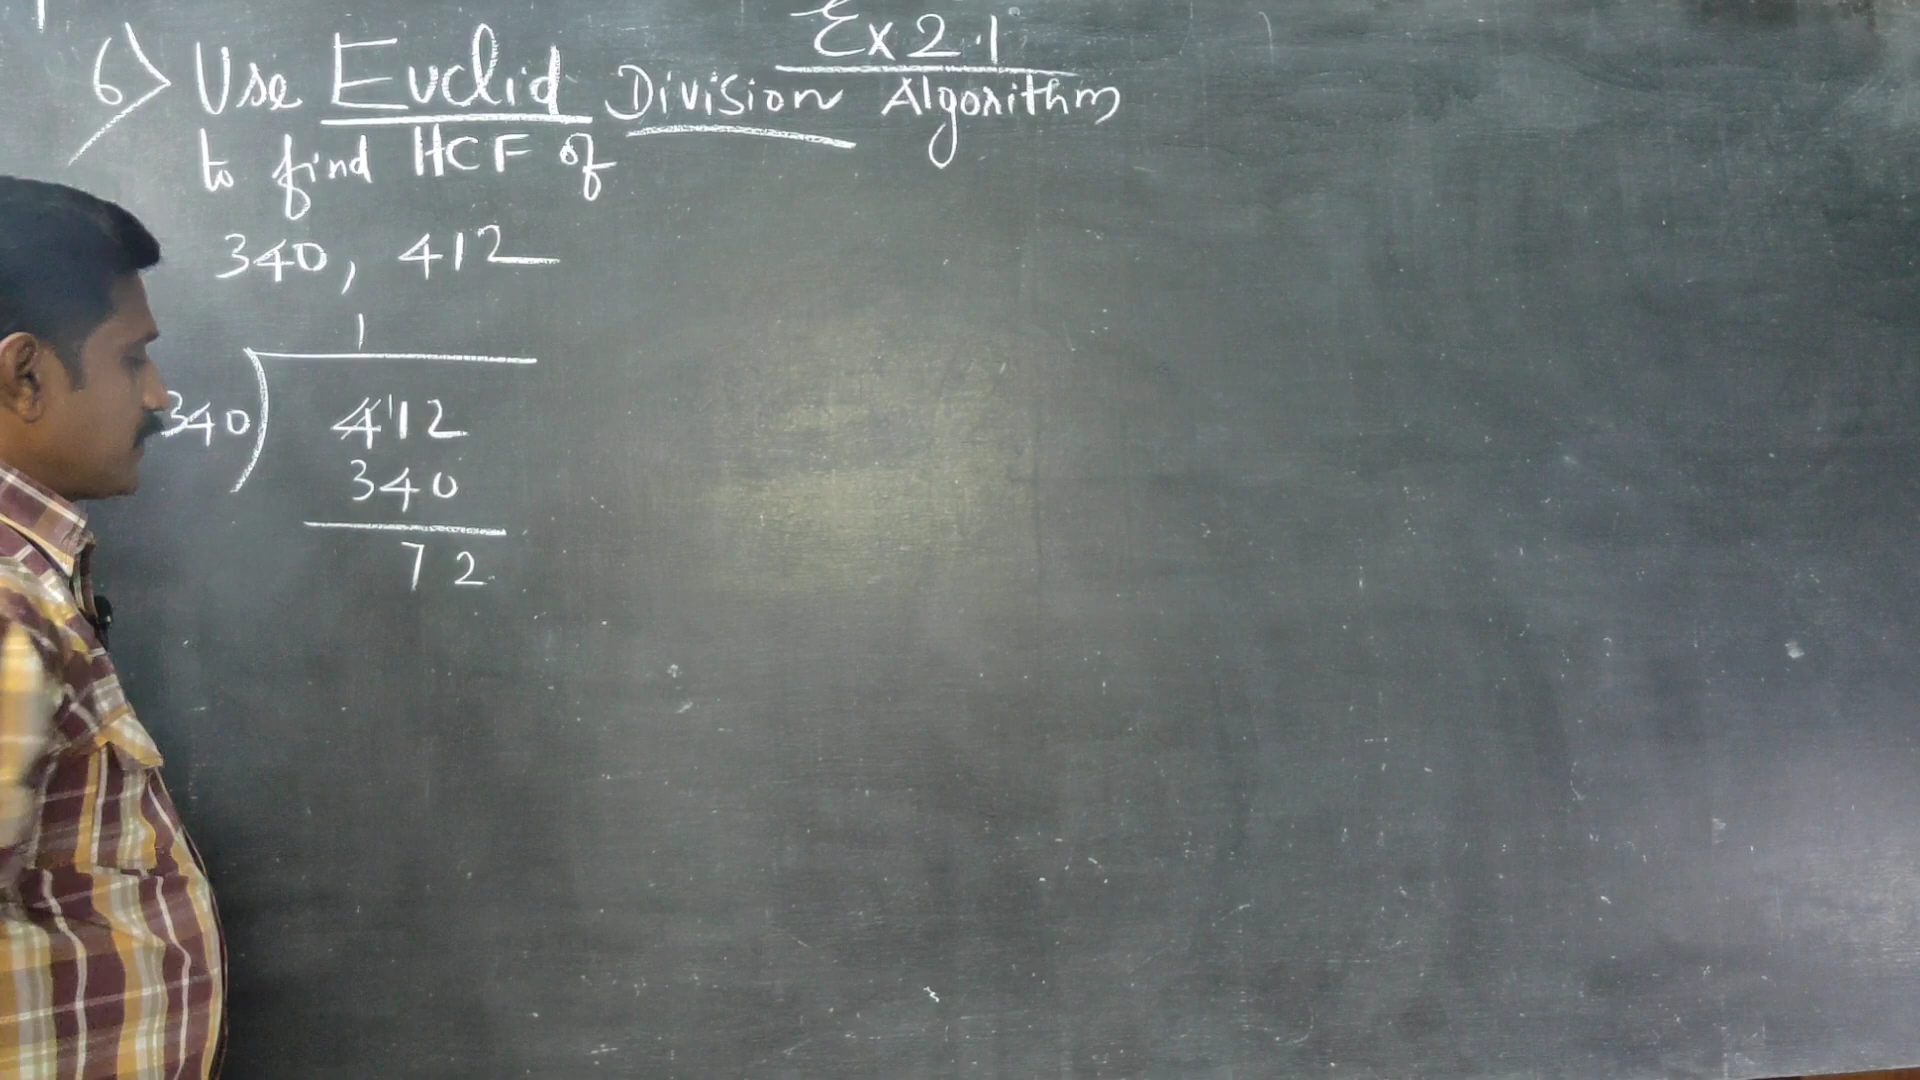 Ex 2.1
6) Use Euclid Division Algorithm
to find HCF of
340, 412
1
340) 412
340
72